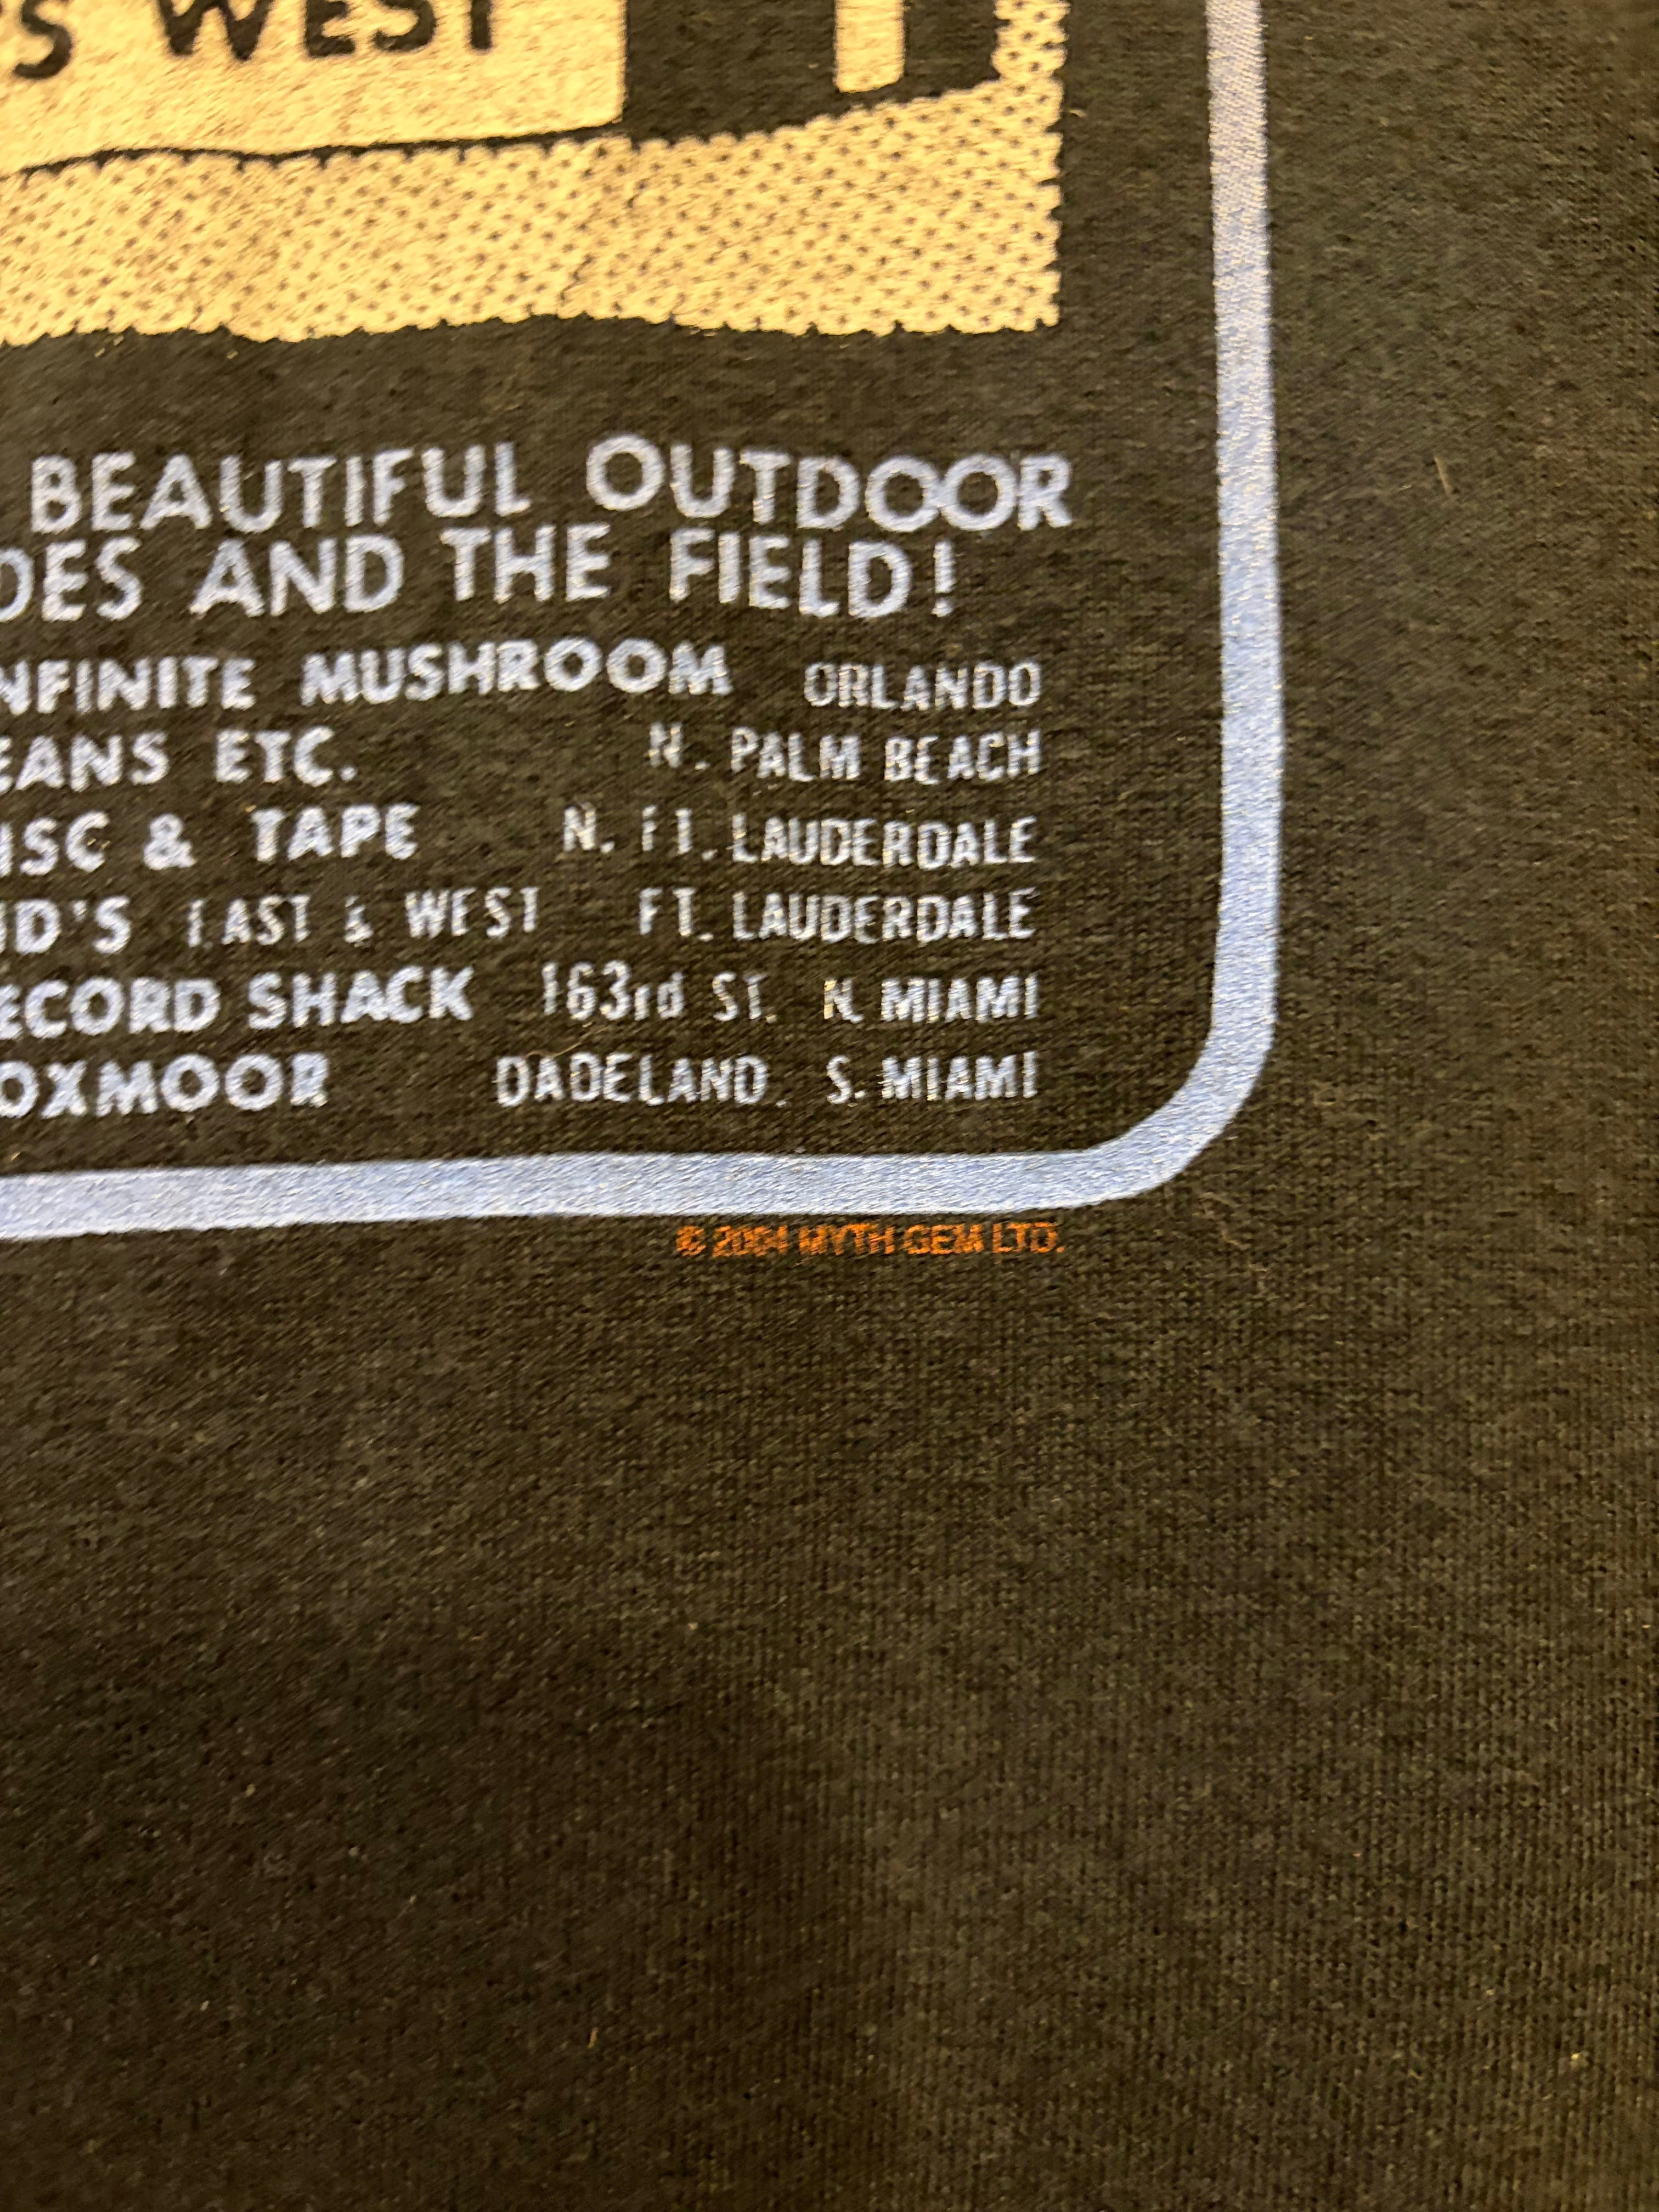 S WEST
BEAUTIFUL OUTDOOR
DES AND THE FIELD!
NFINITE MUSHROOM ORLANDO
EANS ETC. N. PALM BEACH
ISC & TAPE N. FT. LAUDERDALE
ID'S EAST & WEST FT. LAUDERDALE
ECORD SHACK 163rd ST. N. MIAMI
OXMOOR DADELAND, S. MIAMI
© 2004 MYTH GEM LTD.